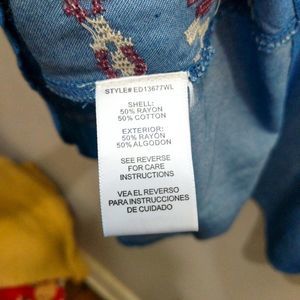 STYLE# ED13677WL
SHELL:
50% RAYON
50% COTTON
EXTERIOR:
50% RAYON
50% ALGODON
SEE REVERSE
FOR CARE
INSTRUCTIONS
VEA EL REVERSO
PARA INSTRUCCIONES
DE CUIDADO